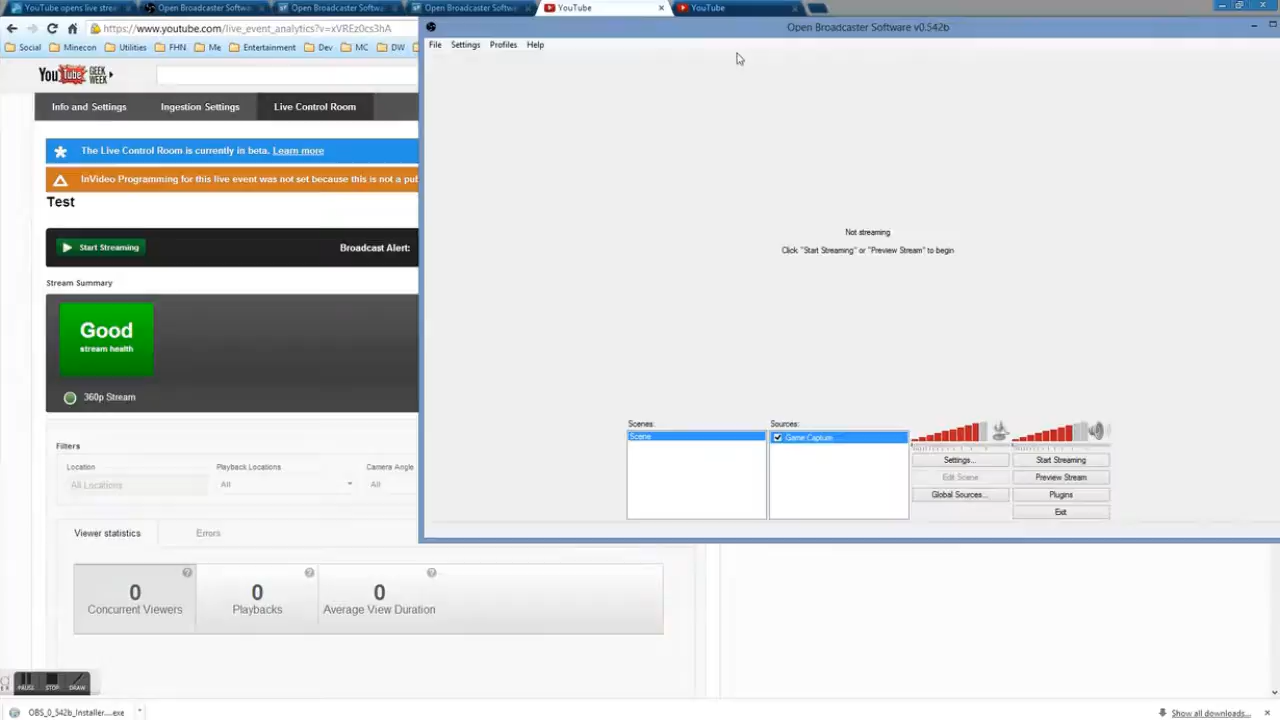 YouTube opens live strea
Open Broadcaster Softwa
Open Broadcaster Softwa
Open Broadcaster Softwa
YouTube
YouTube
https://www.youtube.com/live_event_analytics?v=xVREz0cs3hA
Social Minecon Utilities FHN Me Entertainment Dev MC DW
Open Broadcaster Software v0.542b
File Settings Profiles Help
YouTube GEEK WEEK
Info and Settings Ingestion Settings Live Control Room
The Live Control Room is currently in beta. Learn more
InVideo Programming for this live event was not set because this is not a pu
Test
Start Streaming Broadcast Alert:
Stream Summary
Good
stream health
360p Stream
Not streaming
Click "Start Streaming" or "Preview Stream" to begin
Filters
Location Playback Locations Camera Angle
All Locations All All
Viewer statistics Errors
0 0 0
Concurrent Viewers Playbacks Average View Duration
Scenes: Sources:
Scene Game Capture
Settings... Start Streaming
Edit Scene Preview Stream
Global Sources... Plugins
Exit
PAUSE STOP DRAW
OBS_0_542b_Installer....exe
Show all downloads...